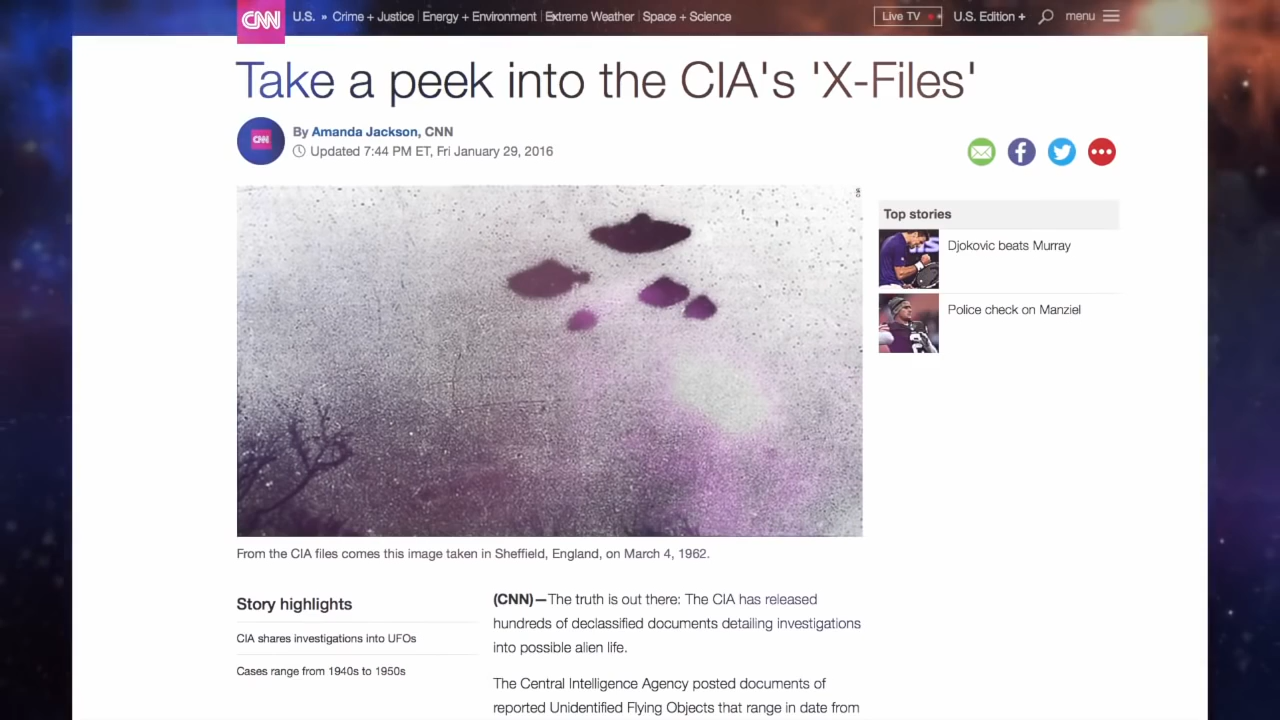 CNN
U.S. » Crime + Justice Energy + Environment Extreme Weather Space + Science
Live TV
U.S. Edition +
menu
Take a peek into the CIA's 'X-Files'
CNN
By Amanda Jackson, CNN
Updated 7:44 PM ET, Fri January 29, 2016
Top stories
Djokovic beats Murray
Police check on Manziel
From the CIA files comes this image taken in Sheffield, England, on March 4, 1962.
Story highlights
CIA shares investigations into UFOs
Cases range from 1940s to 1950s
(CNN)—The truth is out there: The CIA has released
hundreds of declassified documents detailing investigations
into possible alien life.
The Central Intelligence Agency posted documents of
reported Unidentified Flying Objects that range in date from